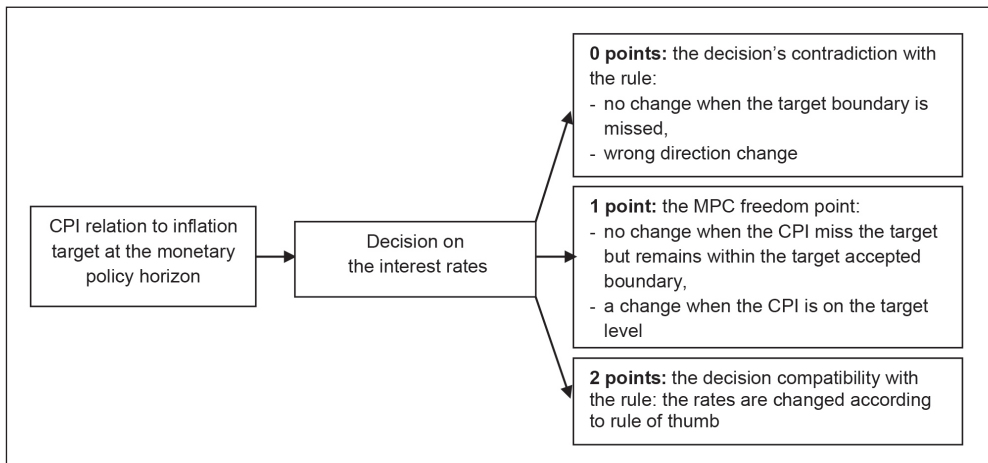 CPI relation to inflation
target at the monetary
policy horizon
Decision on
the interest rates
0 points: the decision's contradiction with
the rule:
- no change when the target boundary is
missed,
- wrong direction change
1 point: the MPC freedom point:
- no change when the CPI miss the target
but remains within the target accepted
boundary,
- a change when the CPI is on the target
level
2 points: the decision compatibility with
the rule: the rates are changed according
to rule of thumb